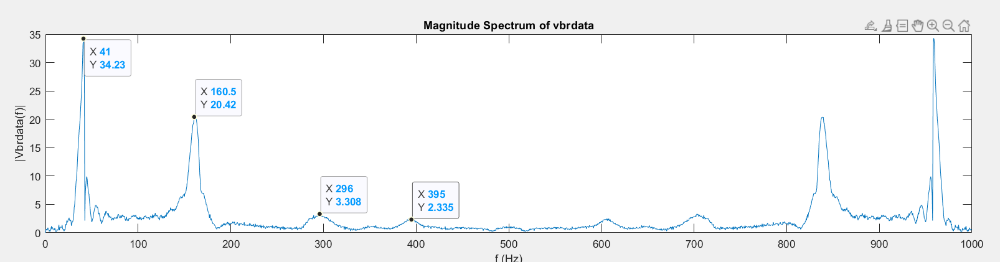 Magnitude Spectrum of vbrdata
|Vbrdata(f)|
35
30
25
20
15
10
5
0
X 41
Y 34.23
X 160.5
Y 20.42
X 296
Y 3.308
X 395
Y 2.335
0 100 200 300 400 500 600 700 800 900 1000
f (Hz)